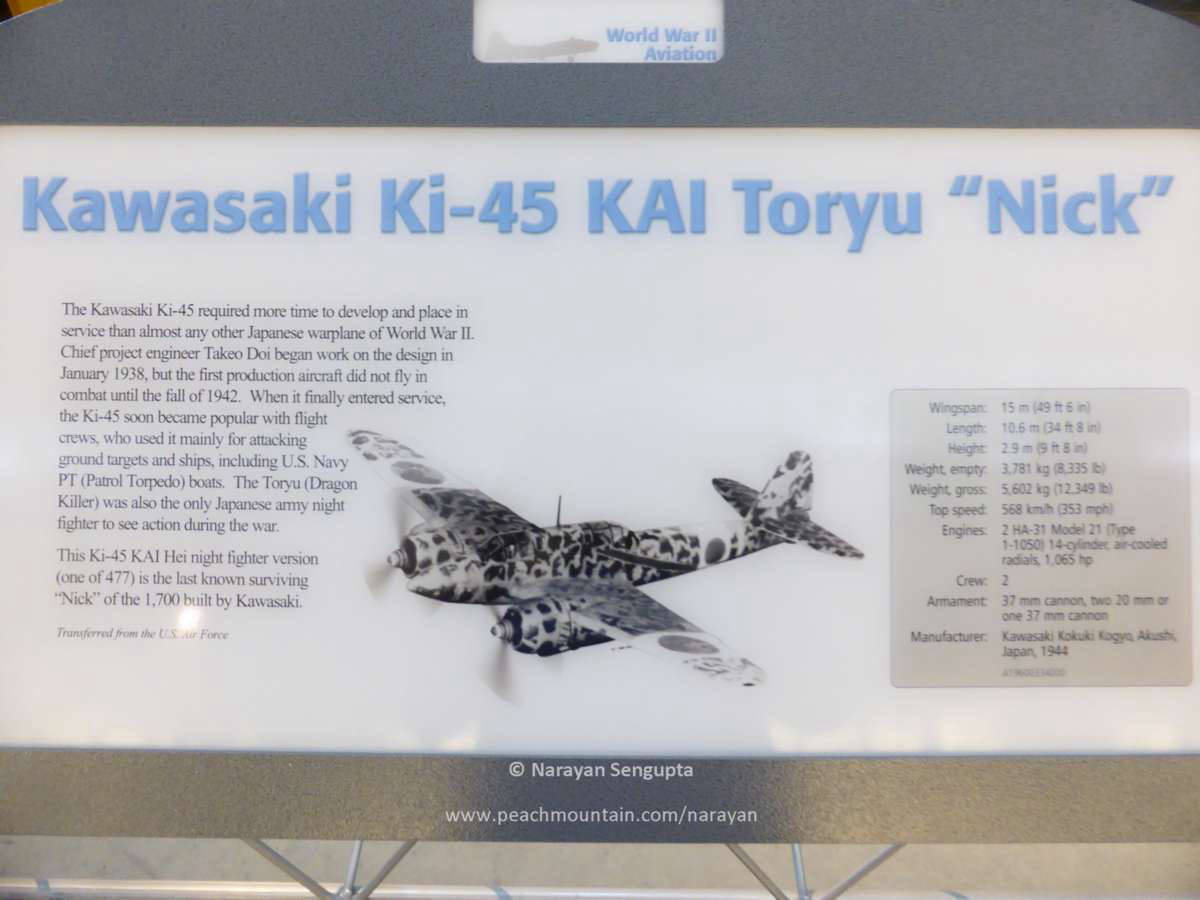 World War II
Aviation
Kawasaki Ki-45 KAI Toryu “Nick”
The Kawasaki Ki-45 required more time to develop and place in
service than almost any other Japanese warplane of World War II.
Chief project engineer Takeo Doi began work on the design in
January 1938, but the first production aircraft did not fly in
combat until the fall of 1942. When it finally entered service,
the Ki-45 soon became popular with flight
crews, who used it mainly for attacking
ground targets and ships, including U.S. Navy
PT (Patrol Torpedo) boats. The Toryu (Dragon
Killer) was also the only Japanese army night
fighter to see action during the war.
This Ki-45 KAI Hei night fighter version
(one of 477) is the last known surviving
“Nick” of the 1,700 built by Kawasaki.
Transferred from the U.S. Air Force
Wingspan: 15 m (49 ft 6 in)
Length: 10.6 m (34 ft 8 in)
Height: 2.9 m (9 ft 8 in)
Weight, empty: 3,781 kg (8,335 lb)
Weight, gross: 5,602 kg (12,349 lb)
Top speed: 568 km/h (353 mph)
Engines: 2 HA-31 Model 21 (Type
1-1050) 14-cylinder, air-cooled
radials, 1,065 hp
Crew: 2
Armament: 37 mm cannon, two 20 mm or
one 37 mm cannon
Manufacturer: Kawasaki Kokuki Kogyo, Akushi,
Japan, 1944
A19600334000
© Narayan Sengupta
www.peachmountain.com/narayan